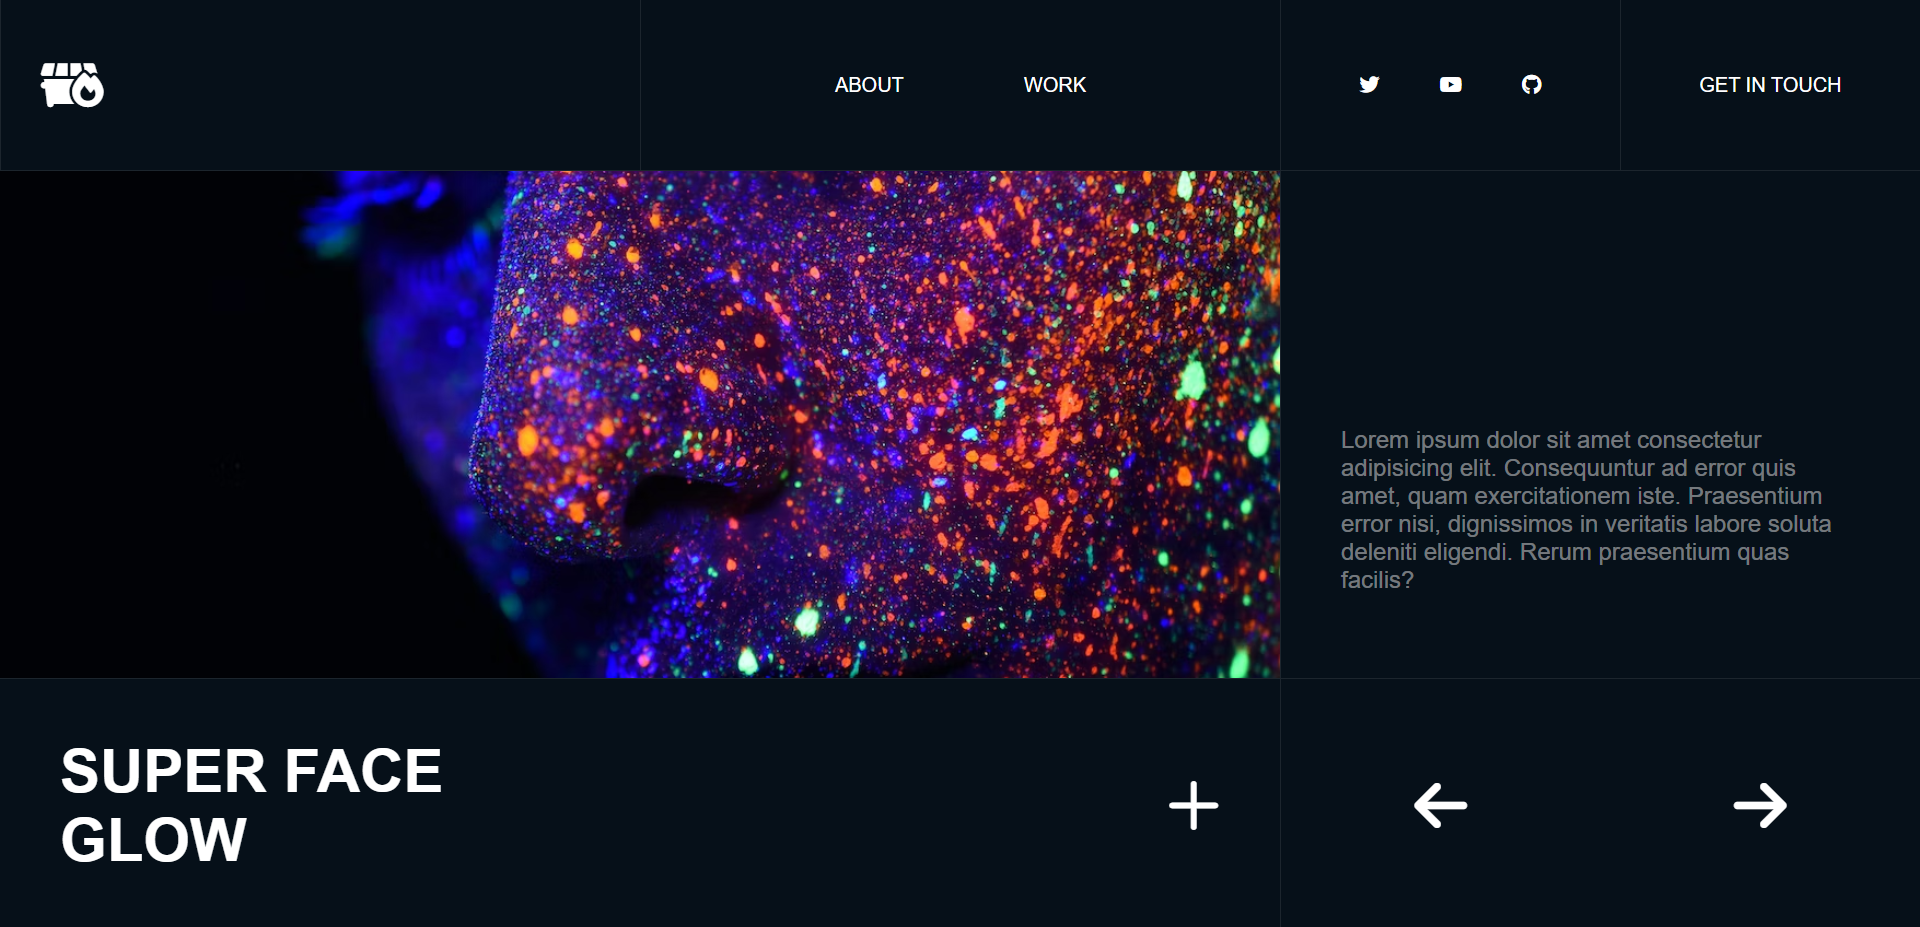 ABOUT
WORK
GET IN TOUCH
Lorem ipsum dolor sit amet consectetur
adipisicing elit. Consequuntur ad error quis
amet, quam exercitationem iste. Praesentium
error nisi, dignissimos in veritatis labore soluta
deleniti eligendi. Rerum praesentium quas
facilis?
SUPER FACE
GLOW